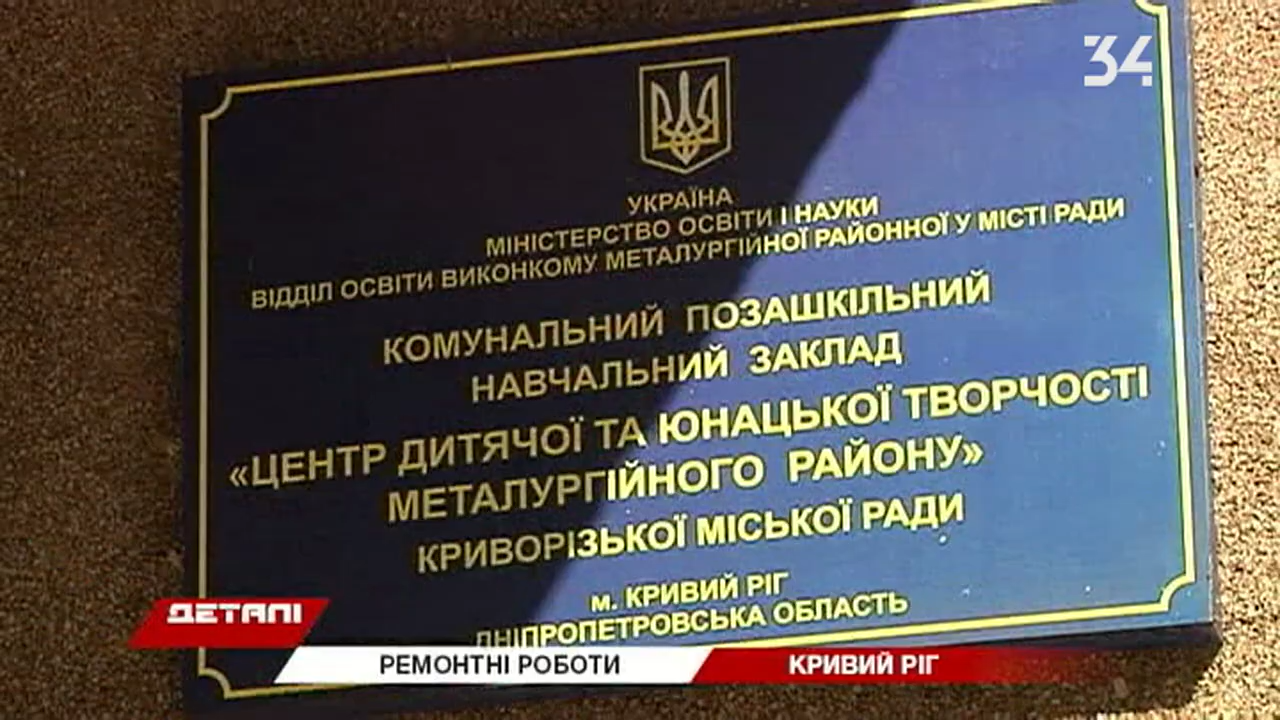 34
УКРАЇНА
МІНІСТЕРСТВО ОСВІТИ І НАУКИ
ВІДДІЛ ОСВІТИ ВИКОНКОМУ МЕТАЛУРГІЙНОЇ РАЙОННОЇ У МІСТІ РАДИ
КОМУНАЛЬНИЙ ПОЗАШКІЛЬНИЙ
НАВЧАЛЬНИЙ ЗАКЛАД
«ЦЕНТР ДИТЯЧОЇ ТА ЮНАЦЬКОЇ ТВОРЧОСТІ
МЕТАЛУРГІЙНОГО РАЙОНУ»
КРИВОРІЗЬКОЇ МІСЬКОЇ РАДИ
м. КРИВИЙ РІГ
ДНІПРОПЕТРОВСЬКА ОБЛАСТЬ
ДЕТАЛІ
РЕМОНТНІ РОБОТИ
КРИВИЙ РІГ